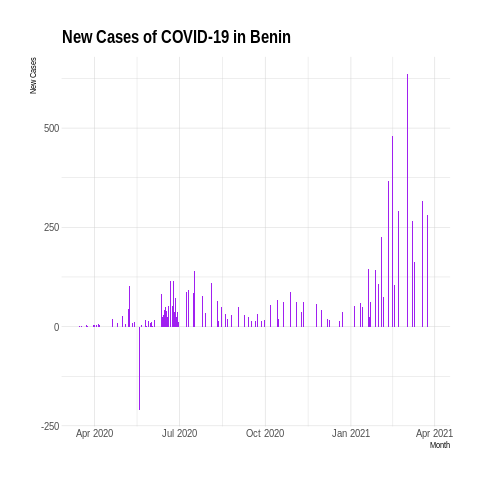 New Cases of COVID-19 in Benin
New Cases
500
250
0
-250
Apr 2020
Jul 2020
Oct 2020
Jan 2021
Apr 2021
Month